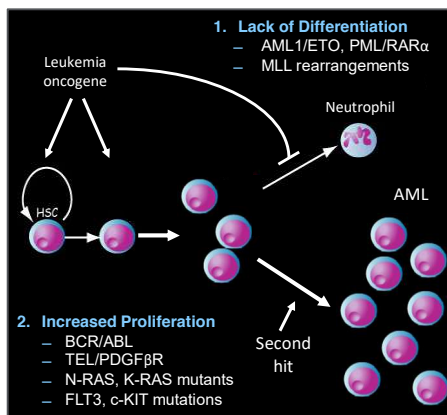 1. Lack of Differentiation
– AML1/ETO, PML/RARα
– MLL rearrangements
Leukemia
oncogene
Neutrophil
HSC
AML
2. Increased Proliferation
– BCR/ABL
– TEL/PDGFβR
– N-RAS, K-RAS mutants
– FLT3, c-KIT mutations
Second
hit